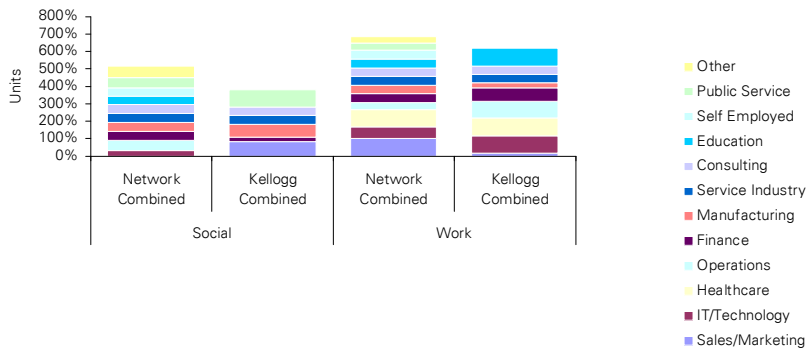 800%
700%
600%
500%
400%
300%
200%
100%
0%
Units
Network Combined
Kellogg Combined
Network Combined
Kellogg Combined
Social
Work
Other
Public Service
Self Employed
Education
Consulting
Service Industry
Manufacturing
Finance
Operations
Healthcare
IT/Technology
Sales/Marketing